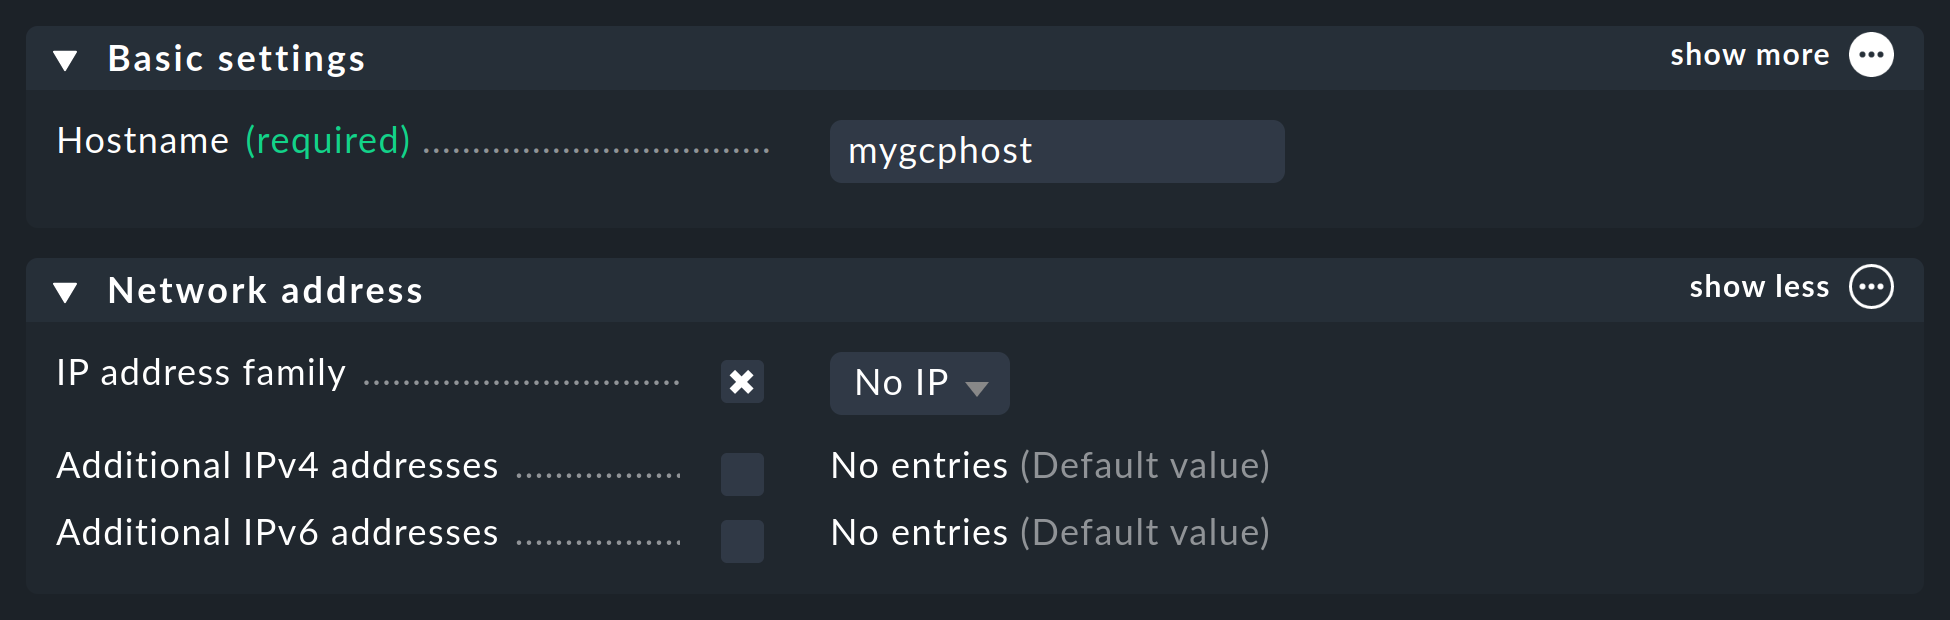 Basic settings show more
Hostname (required) mygcphost
Network address show less
IP address family No IP
Additional IPv4 addresses No entries (Default value)
Additional IPv6 addresses No entries (Default value)